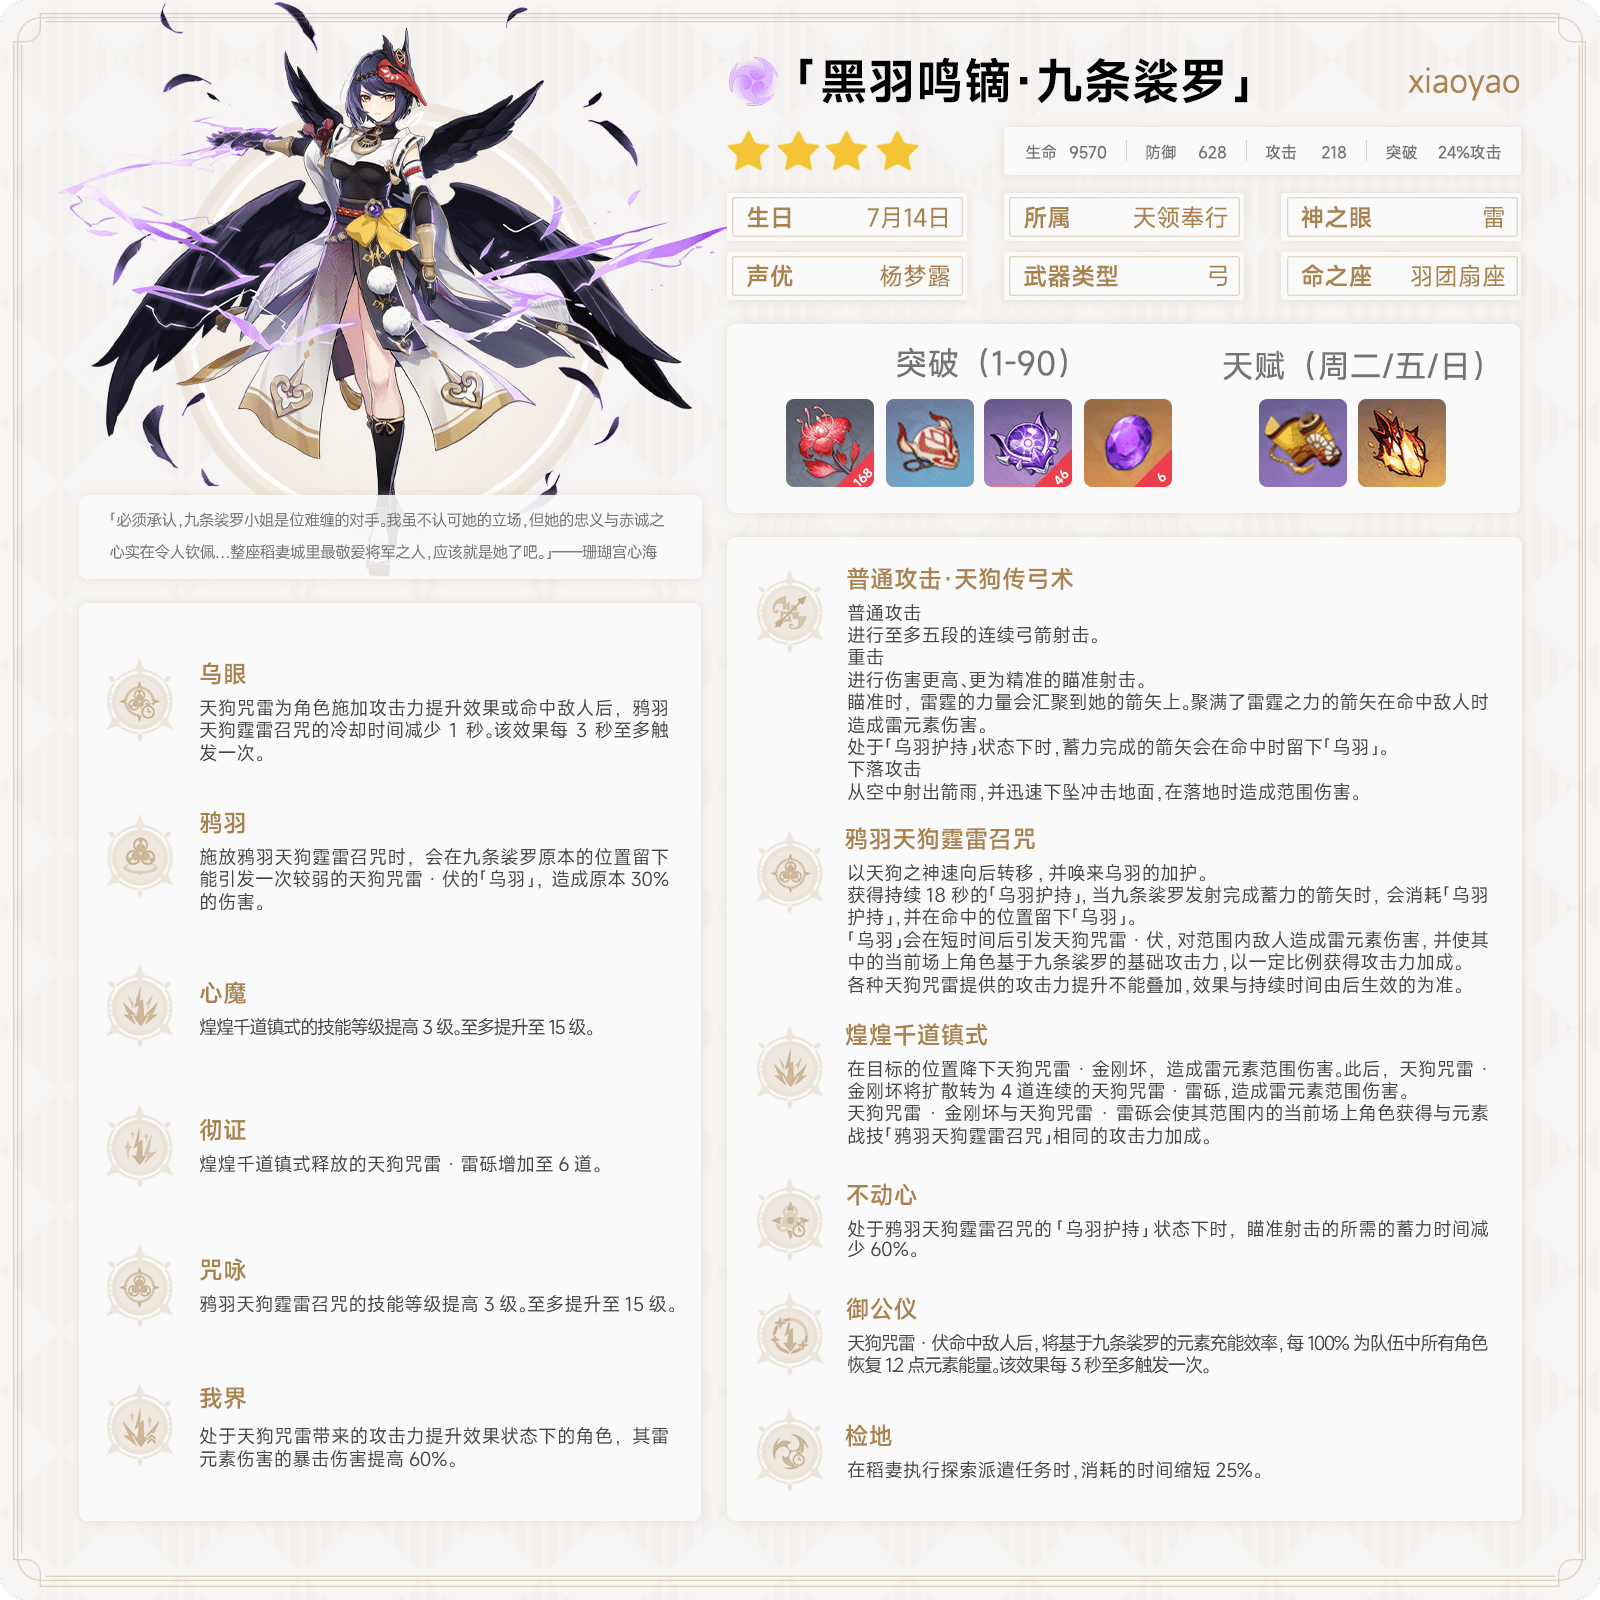 「黑羽鸣镝·九条裟罗」
xiaoyao
生命 9570 防御 628 攻击 218 突破 24%攻击
生日 7月14日 所属 天领奉行 神之眼 雷
声优 杨梦露 武器类型 弓 命之座 羽团扇座
突破（1-90） 天赋（周二/五/日）
168 46 6
「必须承认,九条裟罗小姐是位难缠的对手。我虽不认可她的立场,但她的忠义与赤诚之
心实在令人钦佩...整座稻妻城里最敬爱将军之人,应该就是她了吧。」——珊瑚宫心海
乌眼
天狗咒雷为角色施加攻击力提升效果或命中敌人后，鸦羽
天狗霆雷召咒的冷却时间减少 1 秒。该效果每 3 秒至多触
发一次。
鸦羽
施放鸦羽天狗霆雷召咒时，会在九条裟罗原本的位置留下
能引发一次较弱的天狗咒雷·伏的「乌羽」，造成原本 30%
的伤害。
心魔
煌煌千道镇式的技能等级提高 3 级。至多提升至 15 级。
彻证
煌煌千道镇式释放的天狗咒雷·雷砾增加至 6 道。
咒咏
鸦羽天狗霆雷召咒的技能等级提高 3 级。至多提升至 15 级。
我界
处于天狗咒雷带来的攻击力提升效果状态下的角色，其雷
元素伤害的暴击伤害提高 60%。
普通攻击·天狗传弓术
普通攻击
进行至多五段的连续弓箭射击。
重击
进行伤害更高、更为精准的瞄准射击。
瞄准时，雷霆的力量会汇聚到她的箭矢上。聚满了雷霆之力的箭矢在命中敌人时
造成雷元素伤害。
处于「乌羽护持」状态下时,蓄力完成的箭矢会在命中时留下「乌羽」。
下落攻击
从空中射出箭雨,并迅速下坠冲击地面,在落地时造成范围伤害。
鸦羽天狗霆雷召咒
以天狗之神速向后转移,并唤来乌羽的加护。
获得持续 18 秒的「乌羽护持」,当九条裟罗发射完成蓄力的箭矢时,会消耗「乌羽
护持」,并在命中的位置留下「乌羽」。
「乌羽」会在短时间后引发天狗咒雷·伏,对范围内敌人造成雷元素伤害,并使其
中的当前场上角色基于九条裟罗的基础攻击力,以一定比例获得攻击力加成。
各种天狗咒雷提供的攻击力提升不能叠加,效果与持续时间由后生效的为准。
煌煌千道镇式
在目标的位置降下天狗咒雷·金刚坏，造成雷元素范围伤害。此后，天狗咒雷·
金刚坏将扩散转为 4 道连续的天狗咒雷·雷砾,造成雷元素范围伤害。
天狗咒雷·金刚坏与天狗咒雷·雷砾会使其范围内的当前场上角色获得与元素
战技「鸦羽天狗霆雷召咒」相同的攻击力加成。
不动心
处于鸦羽天狗霆雷召咒的「乌羽护持」状态下时，瞄准射击的所需的蓄力时间减
少 60%。
御公仪
天狗咒雷·伏命中敌人后,将基于九条裟罗的元素充能效率,每 100% 为队伍中所有角色
恢复 1.2 点元素能量。该效果每 3 秒至多触发一次。
检地
在稻妻执行探索派遣任务时,消耗的时间缩短 25%。